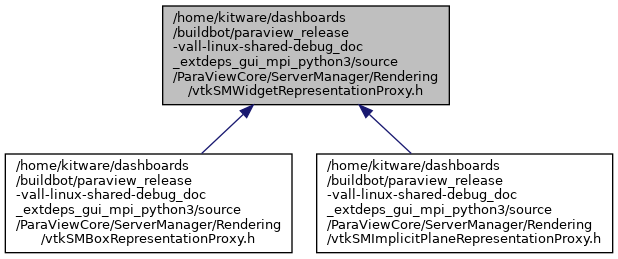 /home/kitware/dashboards
/buildbot/paraview_release
-vall-linux-shared-debug_doc
_extdeps_gui_mpi_python3/source
/ParaViewCore/ServerManager/Rendering
/vtkSMWidgetRepresentationProxy.h
/home/kitware/dashboards
/buildbot/paraview_release
-vall-linux-shared-debug_doc
_extdeps_gui_mpi_python3/source
/ParaViewCore/ServerManager/Rendering
/vtkSMBoxRepresentationProxy.h
/home/kitware/dashboards
/buildbot/paraview_release
-vall-linux-shared-debug_doc
_extdeps_gui_mpi_python3/source
/ParaViewCore/ServerManager/Rendering
/vtkSMImplicitPlaneRepresentationProxy.h